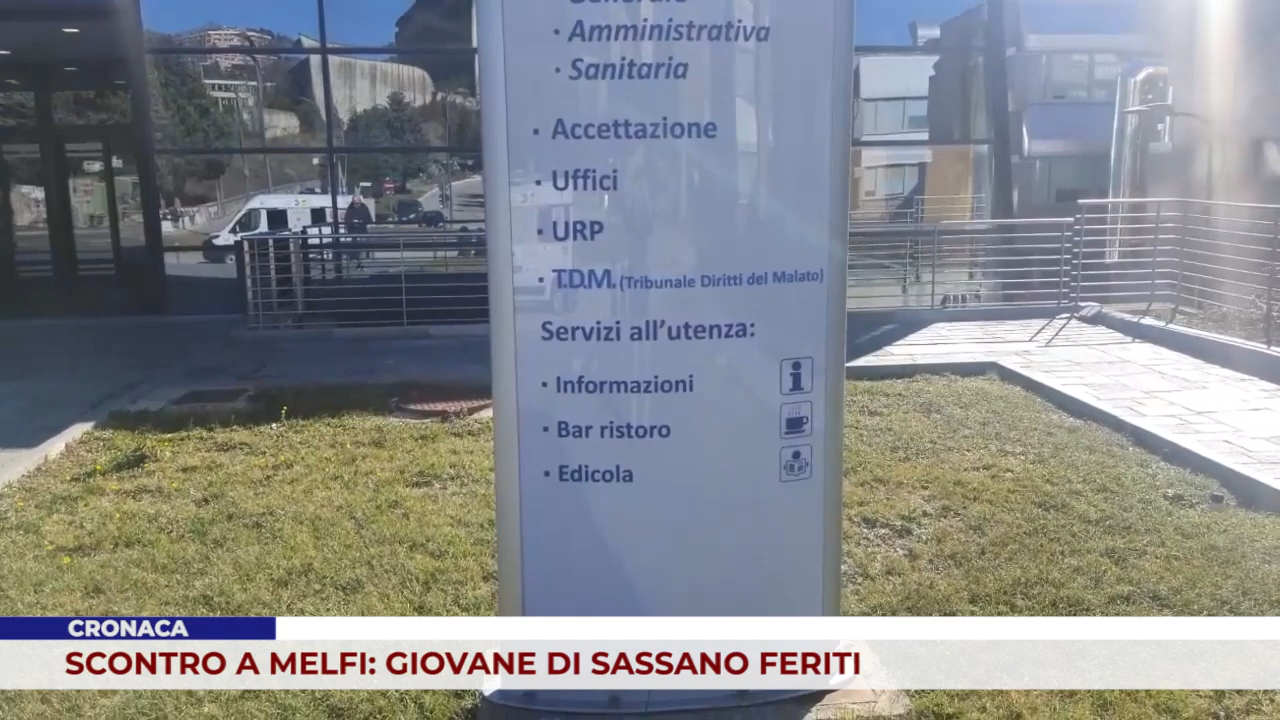 Generale
· Amministrativa
· Sanitaria
· Accettazione
· Uffici
· URP
· T.D.M. (Tribunale Diritti del Malato)
Servizi all'utenza:
· Informazioni
· Bar ristoro
· Edicola
CRONACA
SCONTRO A MELFI: GIOVANE DI SASSANO FERITI